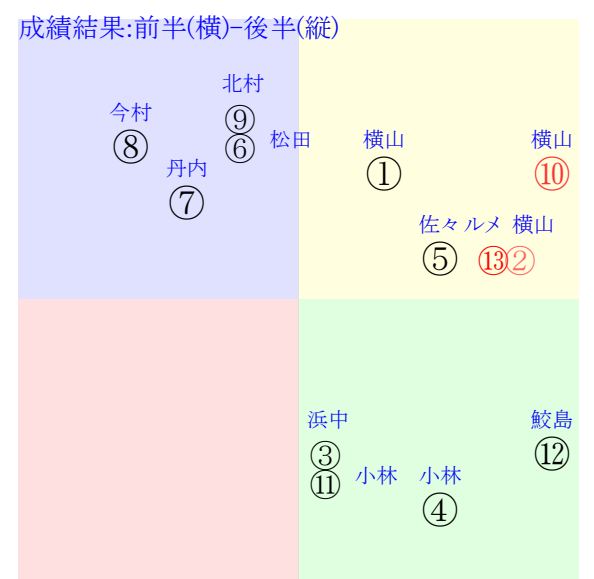 成績結果:前半(横)-後半(縦)
北村
今村
⑨
松田
横山
横山
⑧
⑥
丹内
①
⑩
⑦
佐々
ルメ
横山
⑤
⑬
②
浜中
鮫島
③
⑫
⑪
小林
小林
④